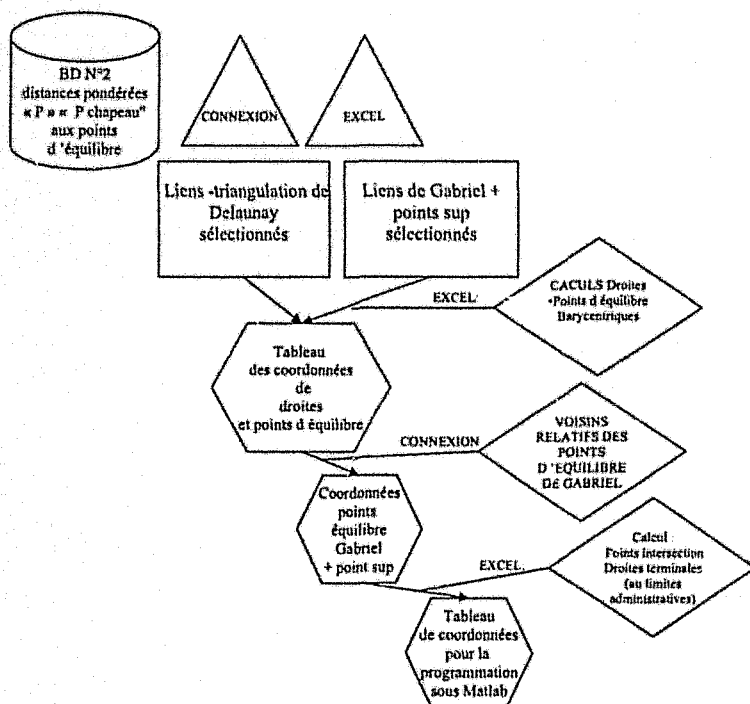 BD N°2
distances pondérées
« P » « P chapeau"
aux points
d 'équilibre
CONNEXION
EXCEL
Liens -triangulation de
Delaunay
sélectionnés
Liens de Gabriel +
points sup
sélectionnés
EXCEL:
CACULS Droites
•Points d équilibre
Barycentriques
Tableau
des coordonnées
de
droites
et points d équilibre
CONNEXION
VOISINS
RELATIFS DES
POINTS
D 'EQUILIBRE
DE GABRIEL
Coordonnées
points
équilibre
Gabriel
+ point sup
EXCEL
Calcul :
Points intersection
Droites terminales
(au limites
administratives)
Tableau
de coordonnées
pour la
programmation
sous Matlab